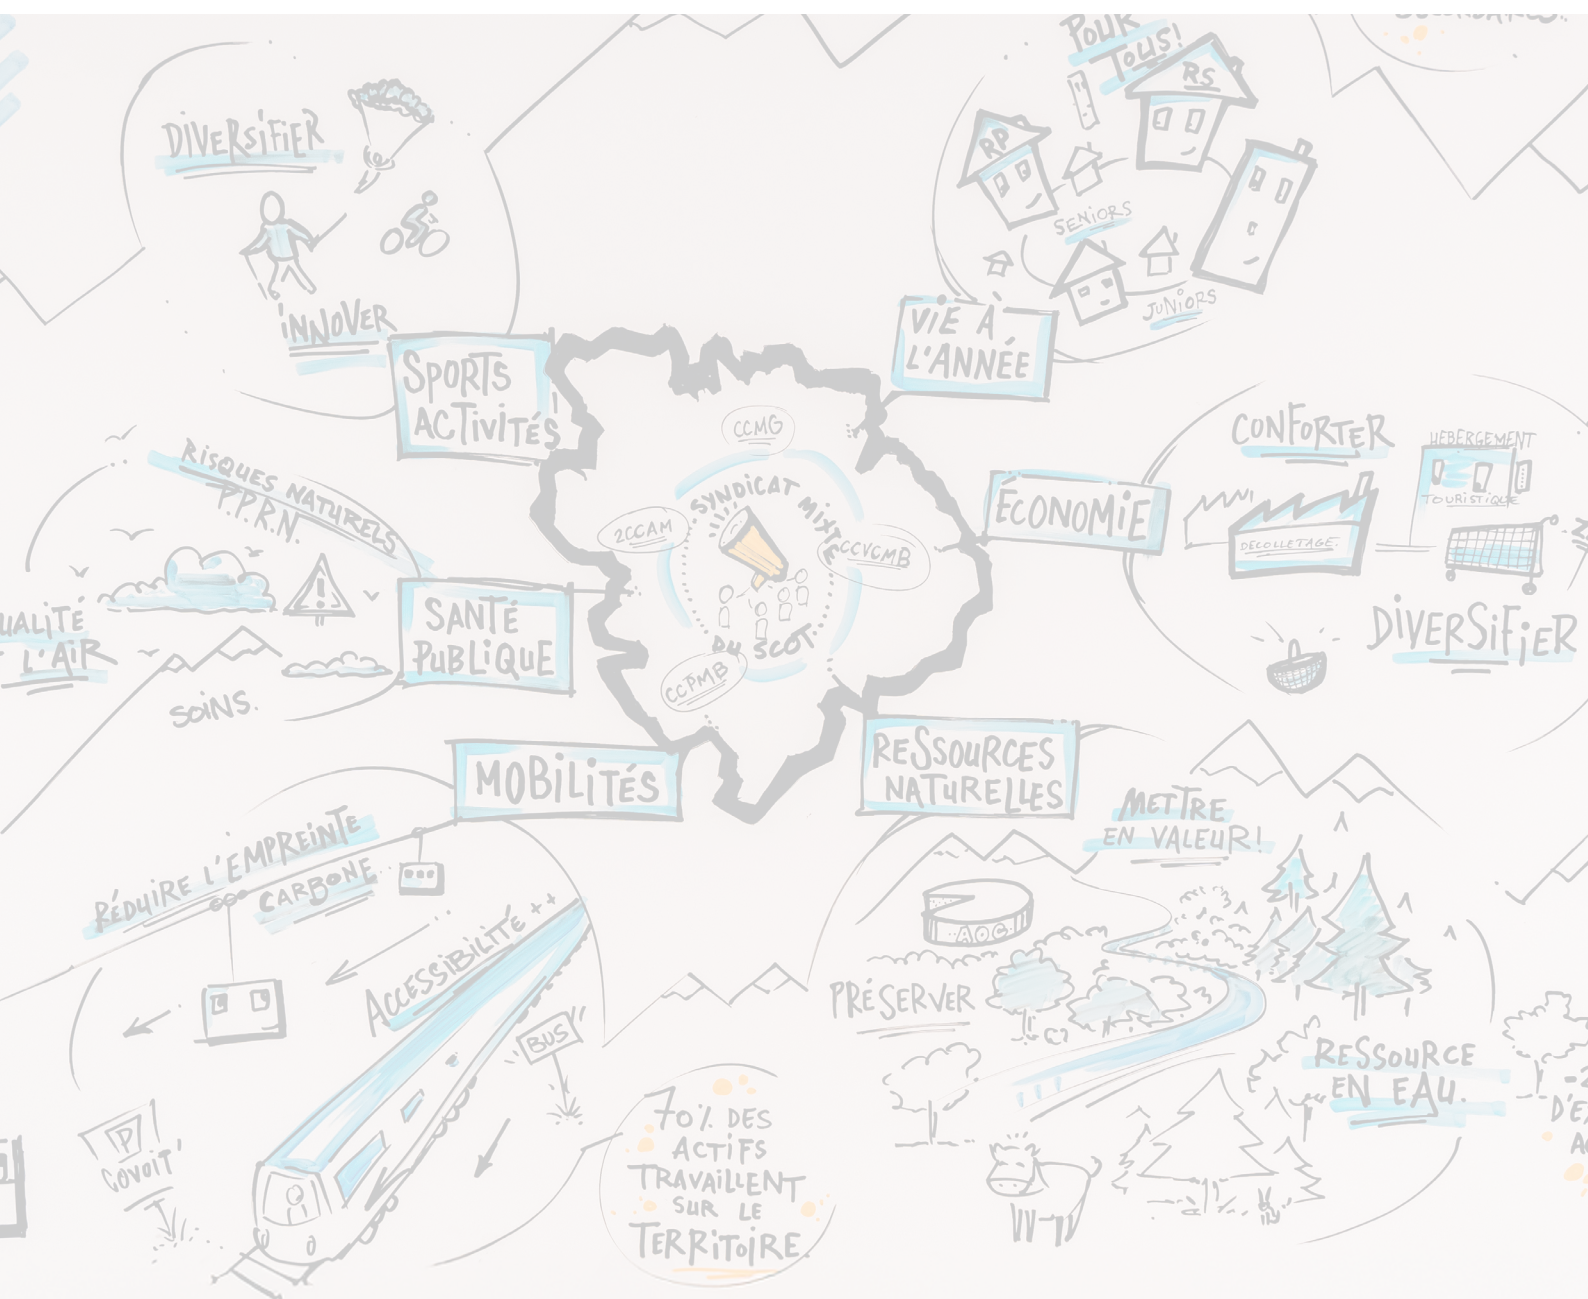 POUR
TOUS!
RS
RP
SENIORS
JUNIORS
VIE À
L'ANNÉE
DIVERSIFIER
INNOVER
SPORTS
ACTIVITÉS
RISQUES NATURELS
P.P.R.N.
SANTÉ
PUBLIQUE
L'AIR
SOINS.
CCMG
SYNDICAT MIXTE
DU SCOT
2CCAM
CCVCMB
CCPMB
CONFORTER
HÉBERGEMENT
TOURISTIQUE
ÉCONOMIE
DÉCOLLETAGE.
DIVERSIFIER
MOBILITÉS
RÉDUIRE L'EMPREINTE
CARBONE
ACCESSIBILITÉ ++
BUS
P
COVOIT'
70% DES
ACTIFS
TRAVAILLENT
SUR LE
TERRITOIRE.
RESSOURCES
NATURELLES
METTRE
EN VALEUR!
AOC
PRÉSERVER
RESSOURCE
EN EAU.